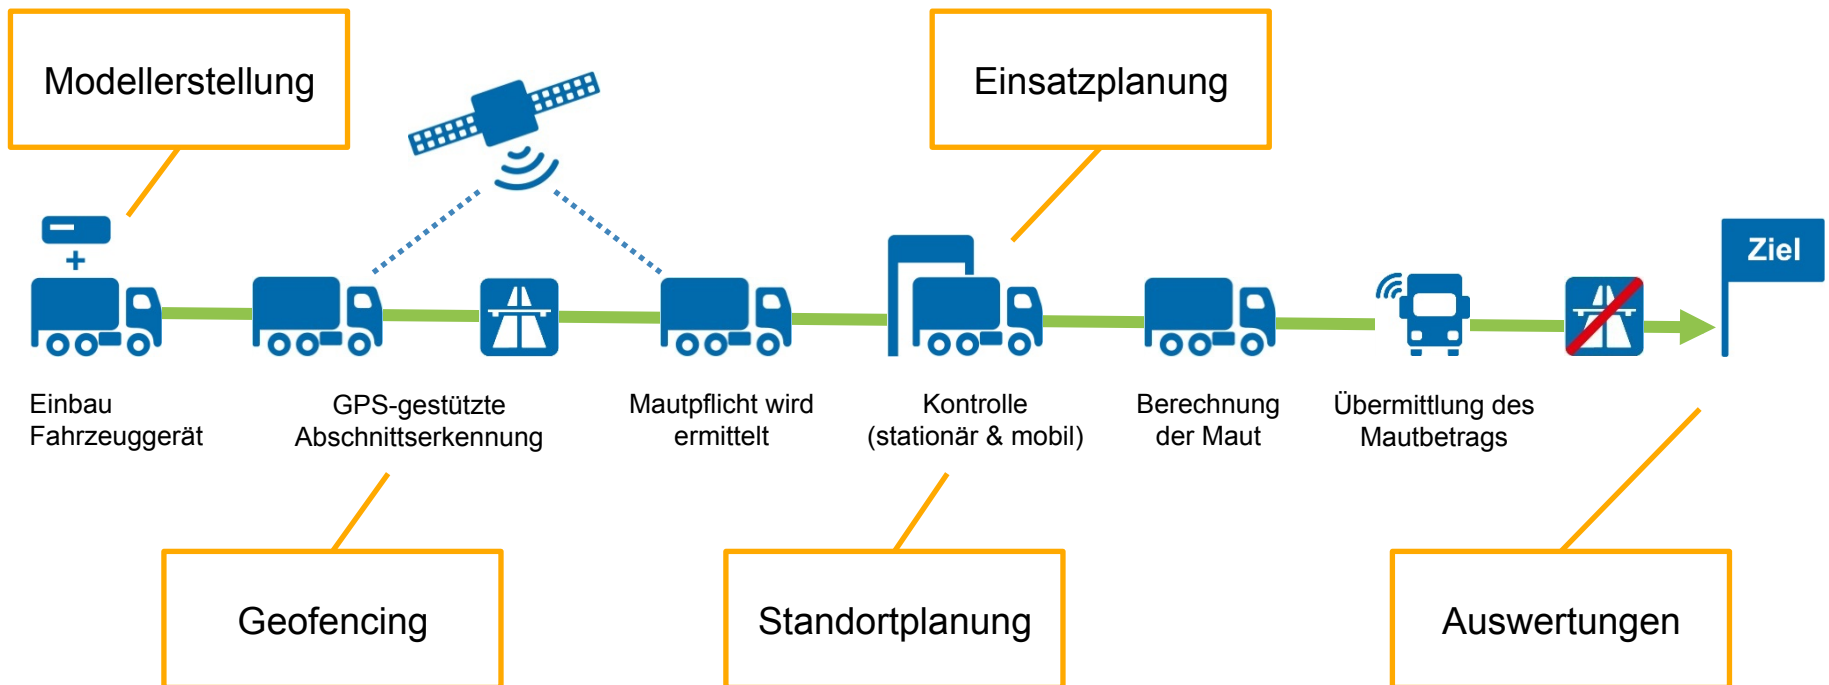 Modellerstellung
Einsatzplanung
Ziel
Einbau
Fahrzeuggerät
GPS-gestützte
Abschnittserkennung
Mautpflicht wird
ermittelt
Kontrolle
(stationär & mobil)
Berechnung
der Maut
Übermittlung des
Mautbetrags
Geofencing
Standortplanung
Auswertungen